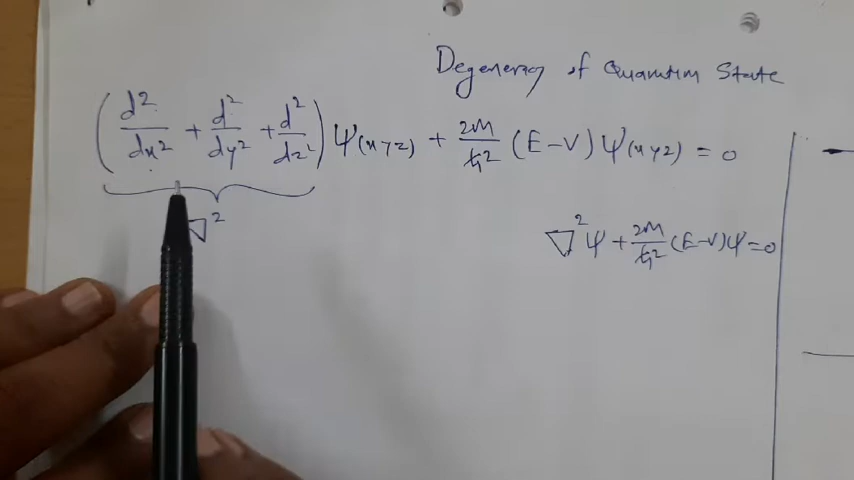 Degeneracy of Quantum State
(d²/dx² + d²/dy² + d²/dz²) ψ(xyz) + 2m/ħ² (E-V) ψ(xyz) = 0
∇²
∇²ψ + 2m/ħ² (E-V)ψ = 0